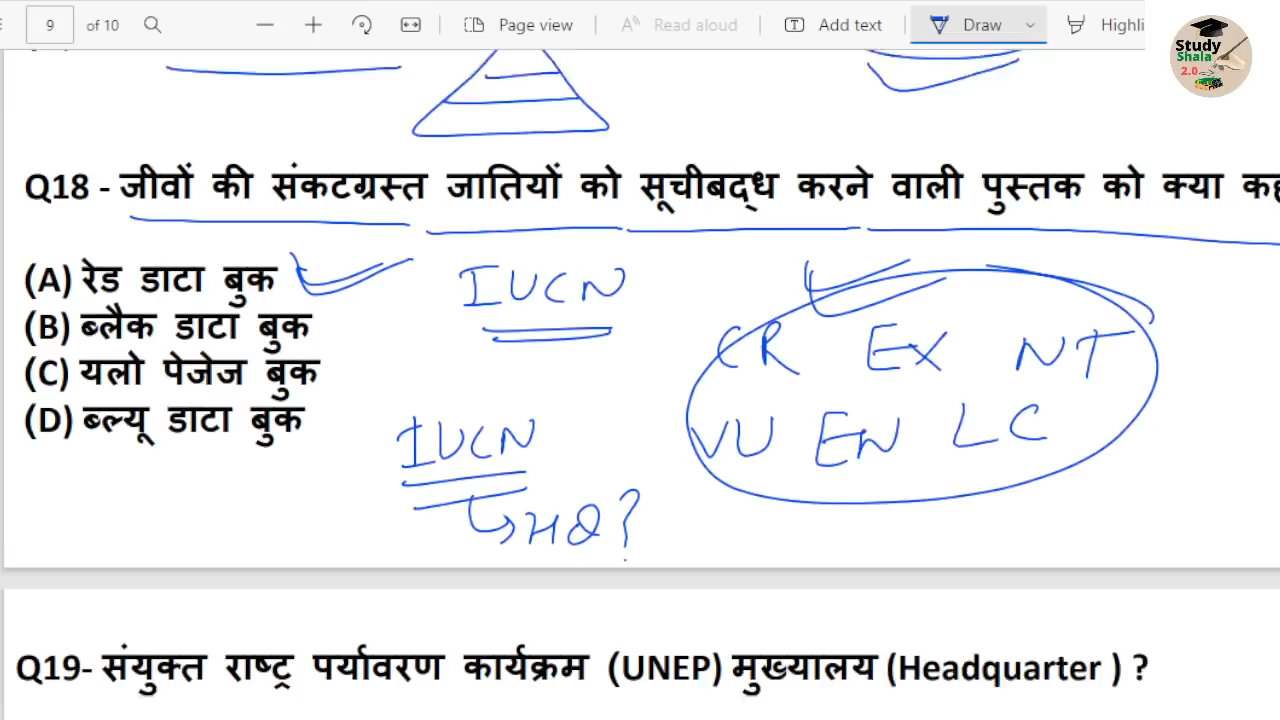 9 of 10 Page view Read aloud Add text Draw Highli
Study
Shala
2.0
Q18 - जीवों की संकटग्रस्त जातियों को सूचीबद्ध करने वाली पुस्तक को क्या कह
(A) रेड डाटा बुक
IUCN
(B) ब्लैक डाटा बुक
CR EX NT
(C) यलो पेजेज बुक
(D) ब्ल्यू डाटा बुक
IUCN
VU EN LC
HQ?
Q19- संयुक्त राष्ट्र पर्यावरण कार्यक्रम (UNEP) मुख्यालय (Headquarter ) ?